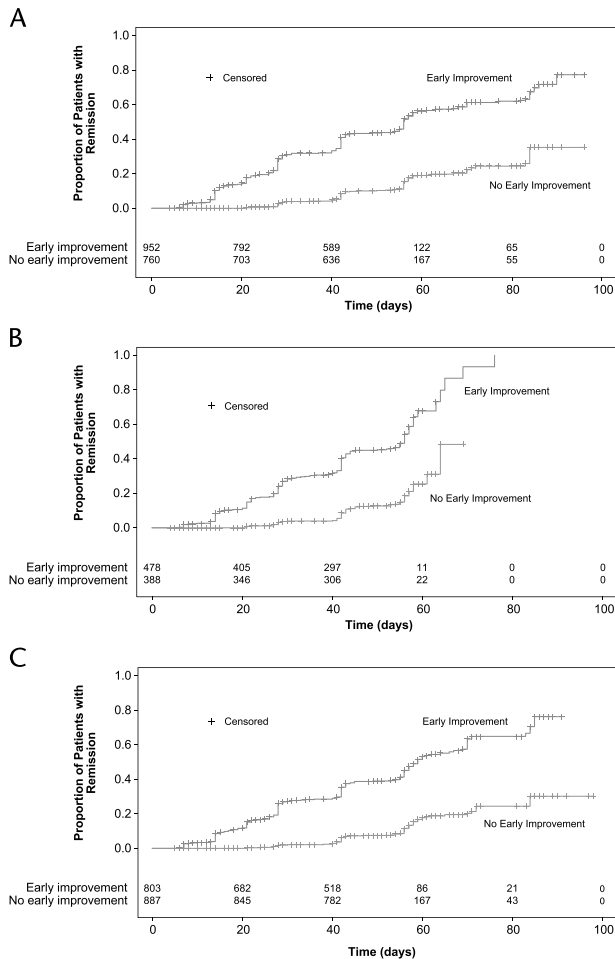 A
Proportion of Patients with
Remission
1.0
0.8
0.6
0.4
0.2
0.0
+ Censored
Early Improvement
No Early Improvement
Early improvement 952 792 589 122 65 0
No early improvement 760 703 636 167 55 0
0 20 40 60 80 100
Time (days)
B
Proportion of Patients with
Remission
1.0
0.8
0.6
0.4
0.2
0.0
+ Censored
Early Improvement
No Early Improvement
Early improvement 478 405 297 11 0 0
No early improvement 388 346 306 22 0 0
0 20 40 60 80 100
Time (days)
C
Proportion of Patients with
Remission
1.0
0.8
0.6
0.4
0.2
0.0
+ Censored
Early Improvement
No Early Improvement
Early improvement 803 682 518 86 21 0
No early improvement 887 845 782 167 43 0
0 20 40 60 80 100
Time (days)